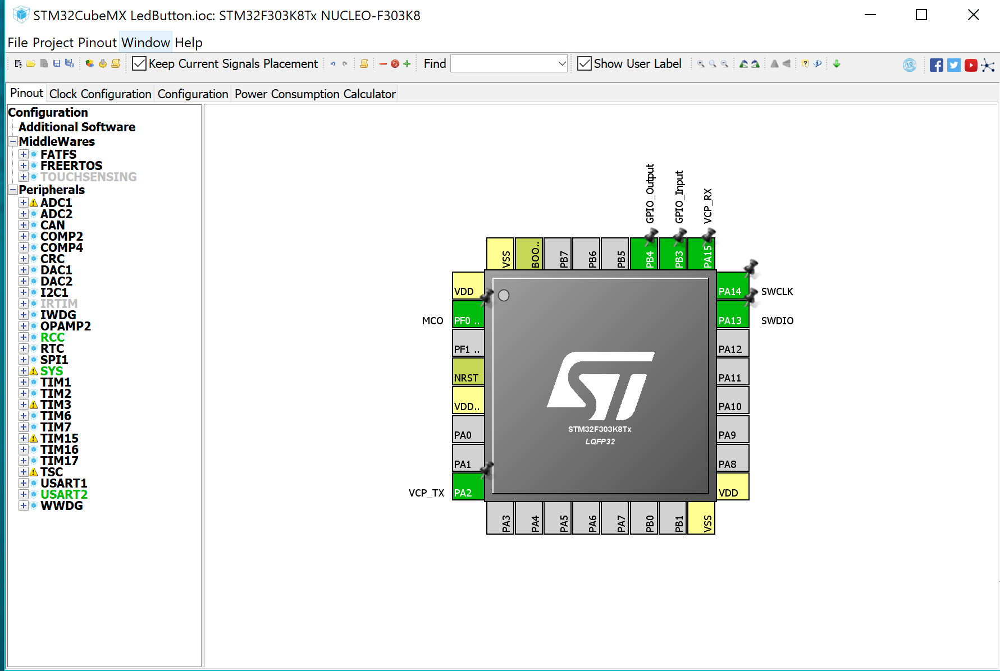 STM32CubeMX LedButton.ioc: STM32F303K8Tx NUCLEO-F303K8
File Project Pinout Window Help
Keep Current Signals Placement Find Show User Label
Pinout Clock Configuration Configuration Power Consumption Calculator
Configuration
Additional Software
MiddleWares
FATFS
FREERTOS
TOUCHSENSING
Peripherals
ADC1
ADC2
CAN
COMP2
COMP4
CRC
DAC1
DAC2
I2C1
IRTIM
IWDG
OPAMP2
RCC
RTC
SPI1
SYS
TIM1
TIM2
TIM3
TIM6
TIM7
TIM15
TIM16
TIM17
TSC
USART1
USART2
WWDG
GPIO_Output
GPIO_Input
VCP_RX
VSS
BOO..
PB7
PB6
PB5
PB4
PB3
PA15
VDD
MCO PF0 ..
PF1 ..
NRST
VDD..
PA0
PA1
VCP_TX PA2
ST
STM32F303K8Tx
LQFP32
PA14 SWCLK
PA13 SWDIO
PA12
PA11
PA10
PA9
PA8
VDD
PA3
PA4
PA5
PA6
PA7
PB0
PB1
VSS